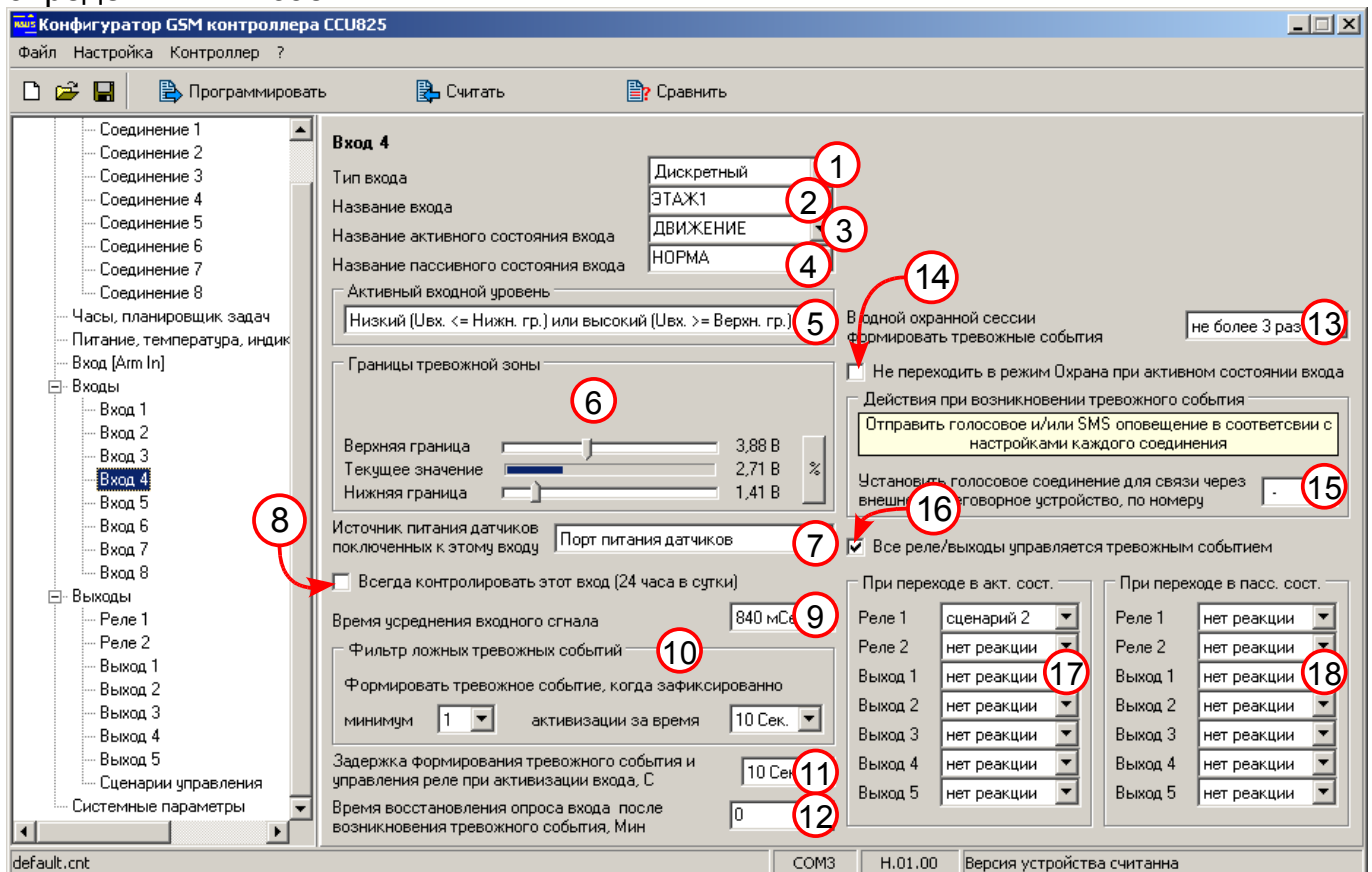 Конфигуратор GSM контроллера CCU825
Файл Настройка Контроллер ?
Программировать Считать Сравнить
Соединение 1
Соединение 2
Соединение 3
Соединение 4
Соединение 5
Соединение 6
Соединение 7
Соединение 8
Часы, планировщик задач
Питание, температура, индик
Вход [Arm In]
Входы
Вход 1
Вход 2
Вход 3
Вход 4
Вход 5
Вход 6
Вход 7
Вход 8
Выходы
Реле 1
Реле 2
Выход 1
Выход 2
Выход 3
Выход 4
Выход 5
Сценарии управления
Системные параметры
Вход 4
Тип входа Дискретный 1
Название входа ЭТАЖ1 2
Название активного состояния входа ДВИЖЕНИЕ 3
Название пассивного состояния входа НОРМА 4
Активный входной уровень
Низкий (Uвх. <= Нижн. гр.) или высокий (Uвх. >= Верхн. гр.) 5
Границы тревожной зоны
6
Верхняя граница 3,88 В
Текущее значение 2,71 В %
Нижняя граница 1,41 В
Источник питания датчиков
поключенных к этому входу Порт питания датчиков 7
8
Всегда контролировать этот вход (24 часа в сутки)
Время усреднения входного сгнала 840 мСе 9
Фильтр ложных тревожных событий 10
Формировать тревожное событие, когда зафиксированно
минимум 1 активизации за время 10 Сек.
Задержка формирования тревожного события и
управления реле при активизации входа, С 10 Сек 11
Время восстановления опроса входа после
возникновения тревожного события, Мин 0 12
14
В одной охранной сессии
формировать тревожные события не более 3 раз 13
Не переходить в режим Охрана при активном состоянии входа
Действия при возникновении тревожного события
Отправить голосовое и/или SMS оповещение в соответсвии с
настройками каждого соединения
Установить голосовое соединение для связи через
внешнее переговорное устройство, по номеру - 15
16
Все реле/выходы управляется тревожным событием
При переходе в акт. сост.
Реле 1 сценарий 2
Реле 2 нет реакции
Выход 1 нет реакции 17
Выход 2 нет реакции
Выход 3 нет реакции
Выход 4 нет реакции
Выход 5 нет реакции
При переходе в пасс. сост.
Реле 1 нет реакции
Реле 2 нет реакции
Выход 1 нет реакции 18
Выход 2 нет реакции
Выход 3 нет реакции
Выход 4 нет реакции
Выход 5 нет реакции
default.cnt COM3 H.01.00 Версия устройства считанна